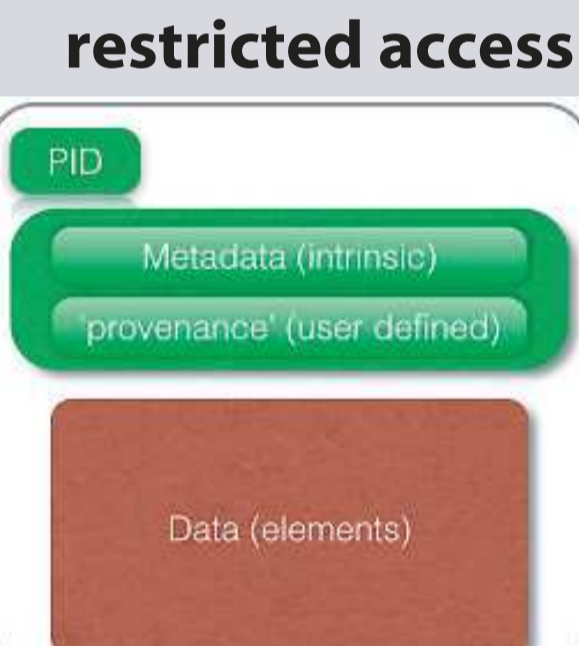 restricted access
PID
Metadata (intrinsic)
'provenance' (user defined)
Data (elements)